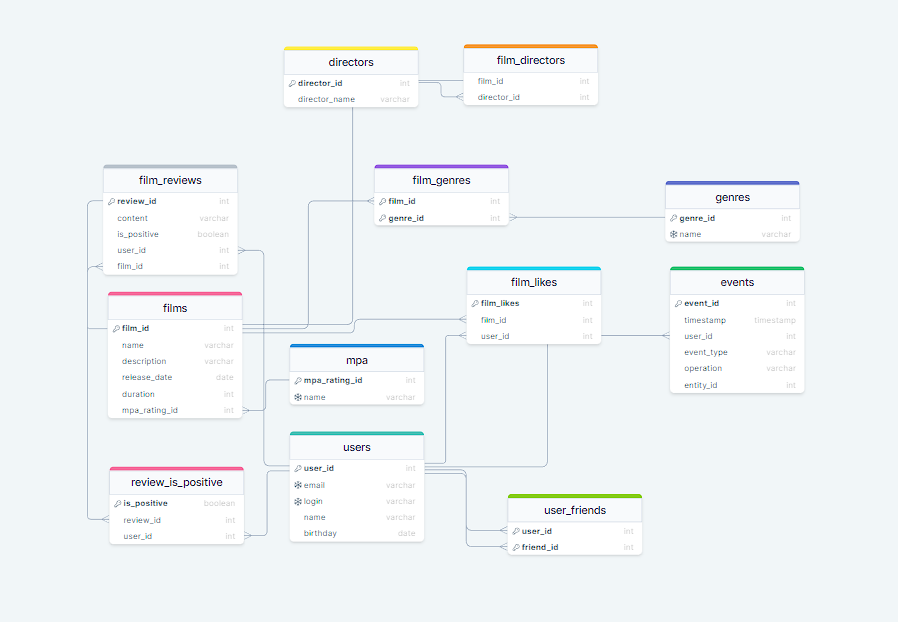 directors
director_id int
director_name varchar
film_directors
film_id int
director_id int
film_reviews
review_id int
content varchar
is_positive boolean
user_id int
film_id int
film_genres
film_id int
genre_id int
genres
genre_id int
name varchar
films
film_id int
name varchar
description varchar
release_date date
duration int
mpa_rating_id int
film_likes
film_likes int
film_id int
user_id int
events
event_id int
timestamp timestamp
user_id int
event_type varchar
operation varchar
entity_id int
mpa
mpa_rating_id int
name varchar
users
user_id int
email varchar
login varchar
name varchar
birthday date
review_is_positive
is_positive boolean
review_id int
user_id int
user_friends
user_id int
friend_id int